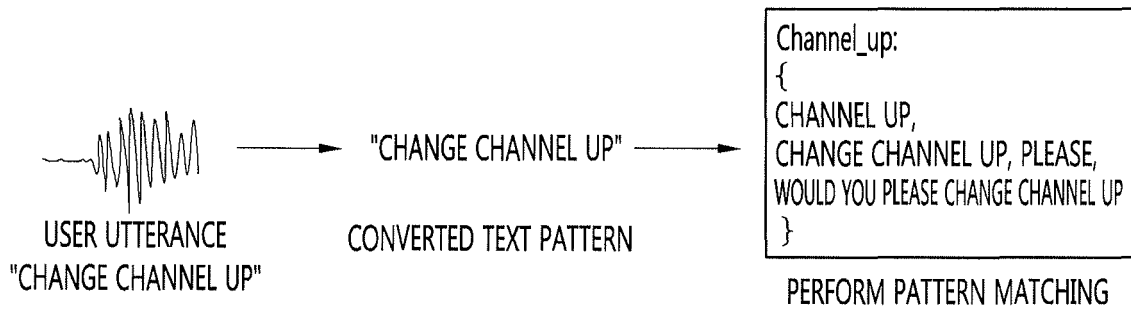 USER UTTERANCE
"CHANGE CHANNEL UP"
"CHANGE CHANNEL UP"
CONVERTED TEXT PATTERN
Channel_up:
{
CHANNEL UP,
CHANGE CHANNEL UP, PLEASE,
WOULD YOU PLEASE CHANGE CHANNEL UP
}
PERFORM PATTERN MATCHING